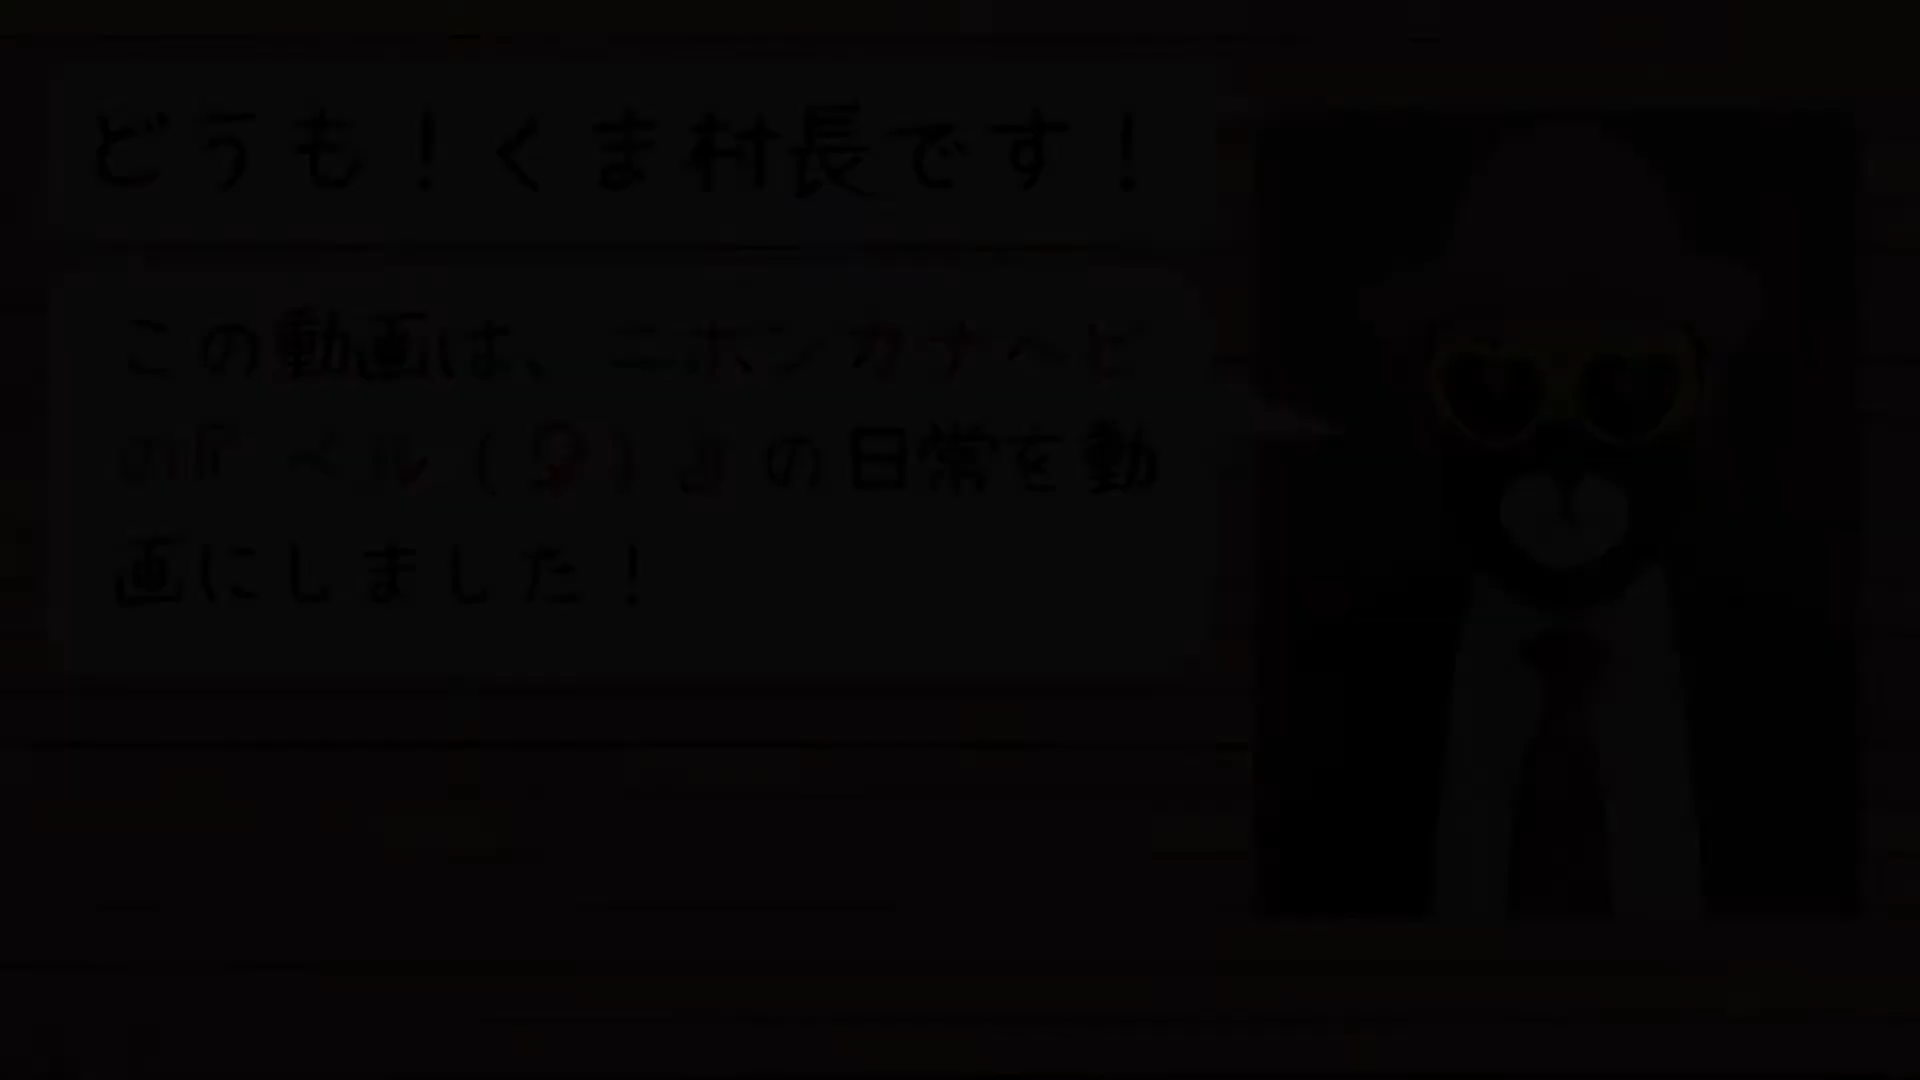 どうも！くま村長です！
この動画は、ニホンカナヘビ
の『ベル（♀）』の日常を動
画にしました！